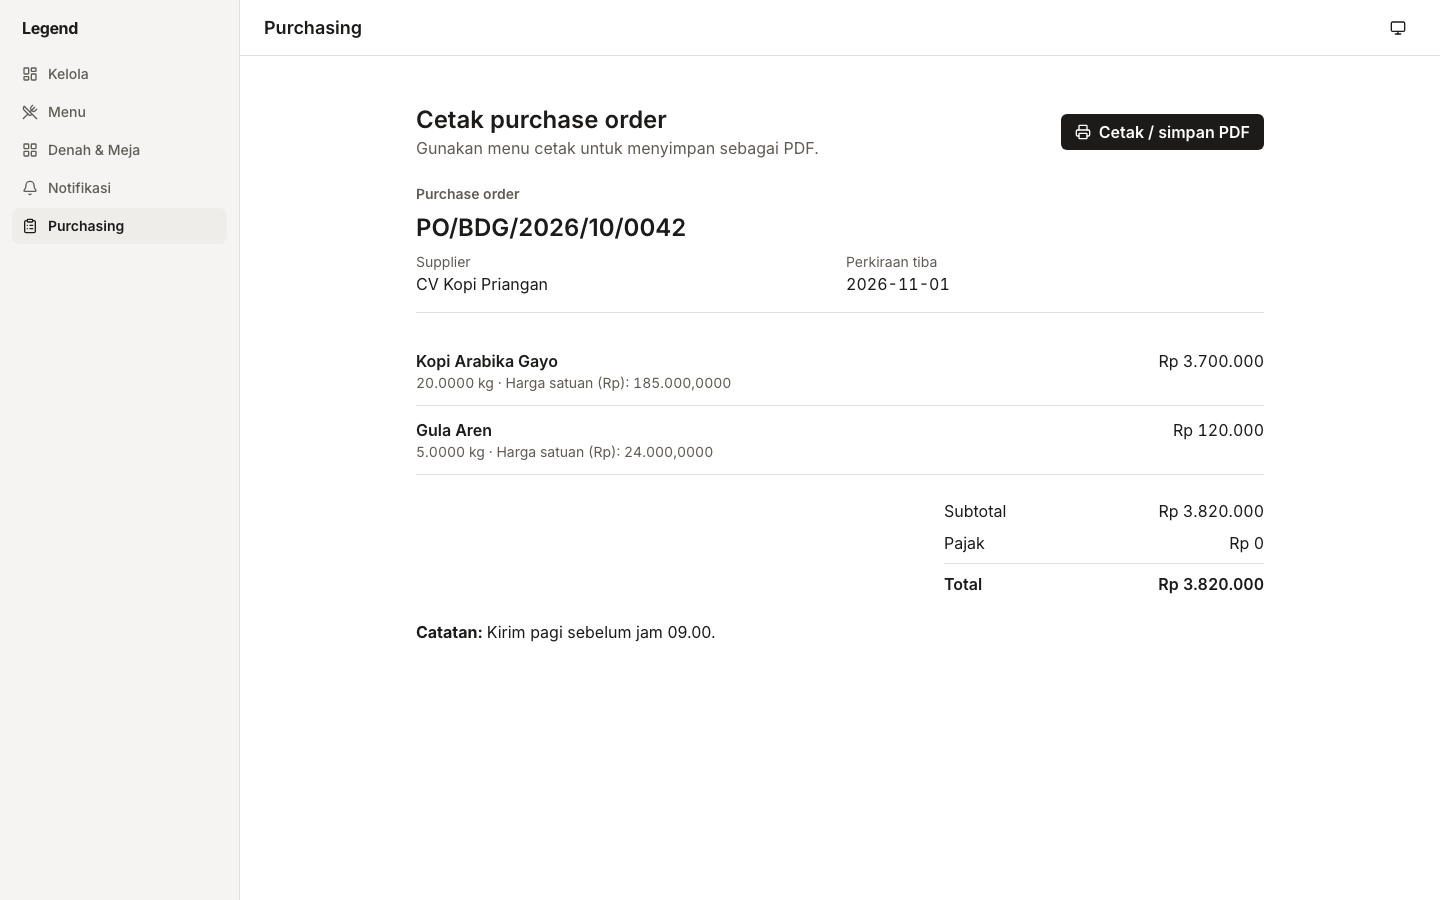 Legend
Kelola
Menu
Denah & Meja
Notifikasi
Purchasing
Purchasing
Cetak purchase order
Gunakan menu cetak untuk menyimpan sebagai PDF.
Cetak / simpan PDF
Purchase order
PO/BDG/2026/10/0042
Supplier
CV Kopi Priangan
Perkiraan tiba
2026-11-01
Kopi Arabika Gayo
Rp 3.700.000
20.0000 kg · Harga satuan (Rp): 185.000,0000
Gula Aren
Rp 120.000
5.0000 kg · Harga satuan (Rp): 24.000,0000
Subtotal Rp 3.820.000
Pajak Rp 0
Total Rp 3.820.000
Catatan: Kirim pagi sebelum jam 09.00.